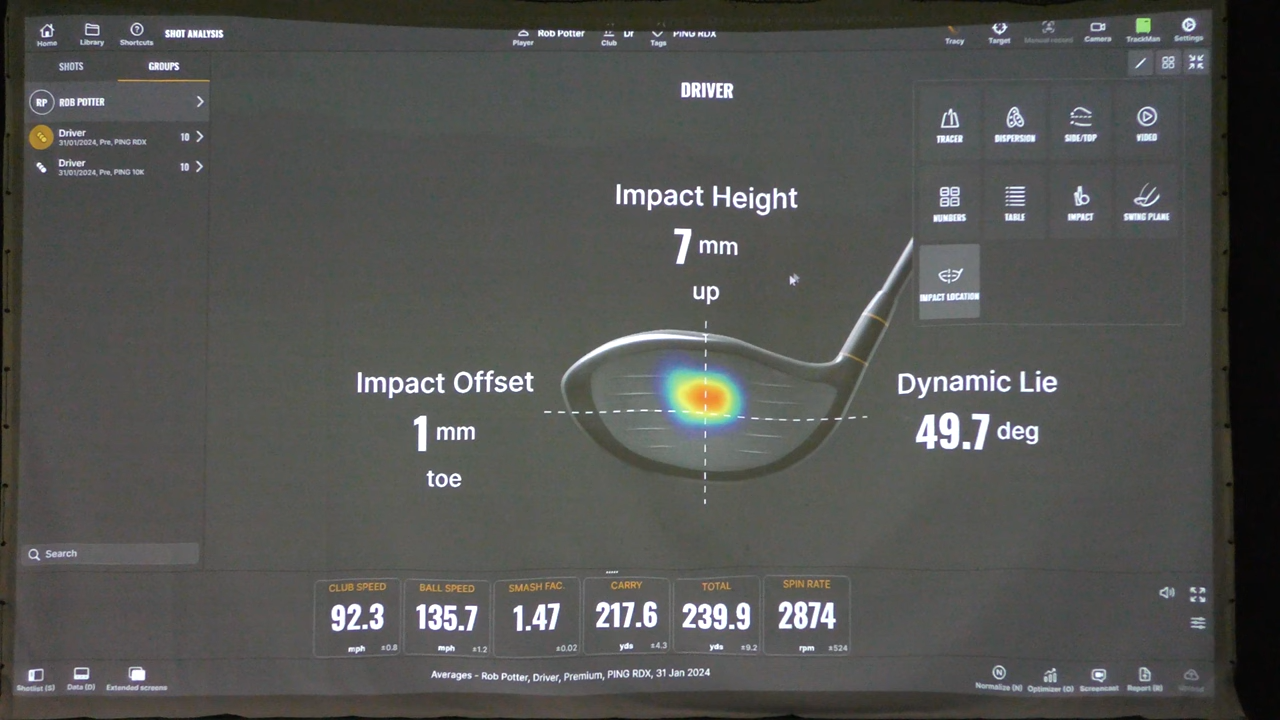 Home
Library
Shortcuts
SHOT ANALYSIS
Player
Rob Potter
Club
Dr
Tags
PING RDX
Tracy
Target
Camera
TrackMan
Settings
SHOTS
GROUPS
RP
ROB POTTER
Driver
31/01/2024, Pre, PING RDX
10
Driver
31/01/2024, Pre, PING 10K
10
Search
DRIVER
TRACER
DISPERSION
SIDE/TOP
VIDEO
NUMBERS
TABLE
IMPACT
SWING PLANE
IMPACT LOCATION
Impact Height
7 mm
up
Impact Offset
1 mm
toe
Dynamic Lie
49.7 deg
CLUB SPEED
92.3
mph ±0.8
BALL SPEED
135.7
mph ±1.2
SMASH FAC.
1.47
±0.02
CARRY
217.6
yds ±4.3
TOTAL
239.9
yds ±9.2
SPIN RATE
2874
rpm ±524
Averages - Rob Potter, Driver, Premium, PING RDX, 31 Jan 2024
Shotlist (S)
Data (D)
Extended screens
Normalize (N)
Optimizer (O)
Screencast
Report (R)